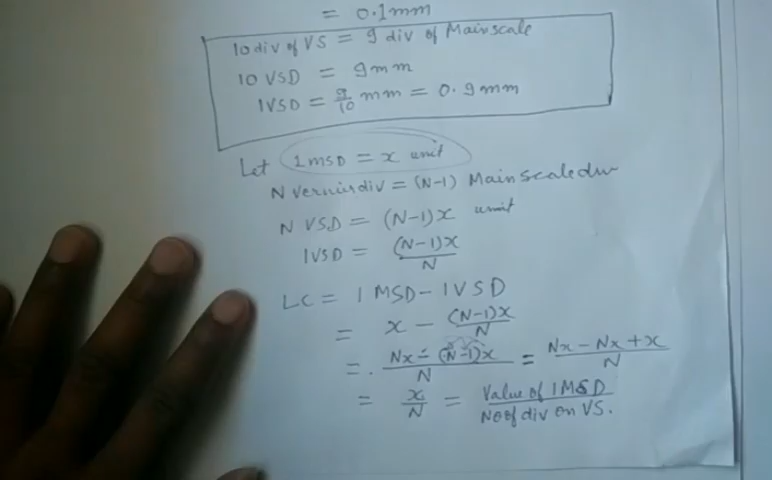 = 0.1mm
10 div of VS = 9 div of Mainscale
10 VSD = 9mm
1VSD = 9/10 mm = 0.9mm
Let 1MSD = x unit
N Vernier div = (N-1) Main Scale div
N VSD = (N-1)x unit
1VSD = (N-1)x/N
LC = 1 MSD - 1VSD
= x - (N-1)x/N
= Nx - (N-1)x/N = Nx - Nx + x/N
= x/N = Value of 1MSD/No of div on VS.